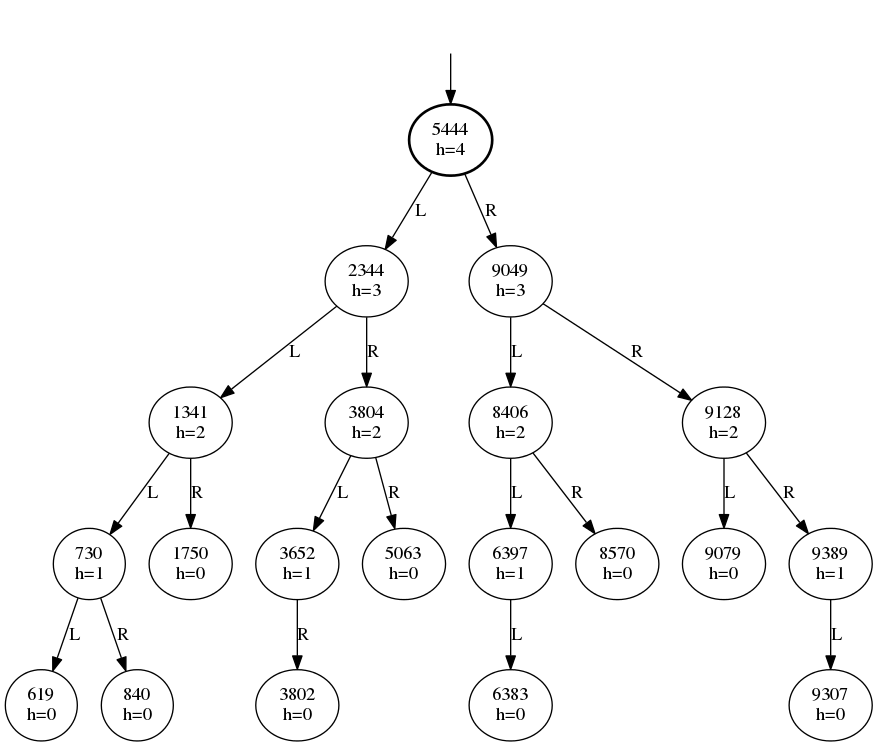 5444
h=4
L
R
2344
h=3
9049
h=3
L
R
L
R
1341
h=2
3804
h=2
8406
h=2
9128
h=2
L
R
L
R
L
R
L
R
730
h=1
1750
h=0
3652
h=1
5063
h=0
6397
h=1
8570
h=0
9079
h=0
9389
h=1
L
R
R
L
L
619
h=0
840
h=0
3802
h=0
6383
h=0
9307
h=0